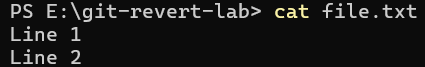 PS E:\git-revert-lab> cat file.txt
Line 1
Line 2